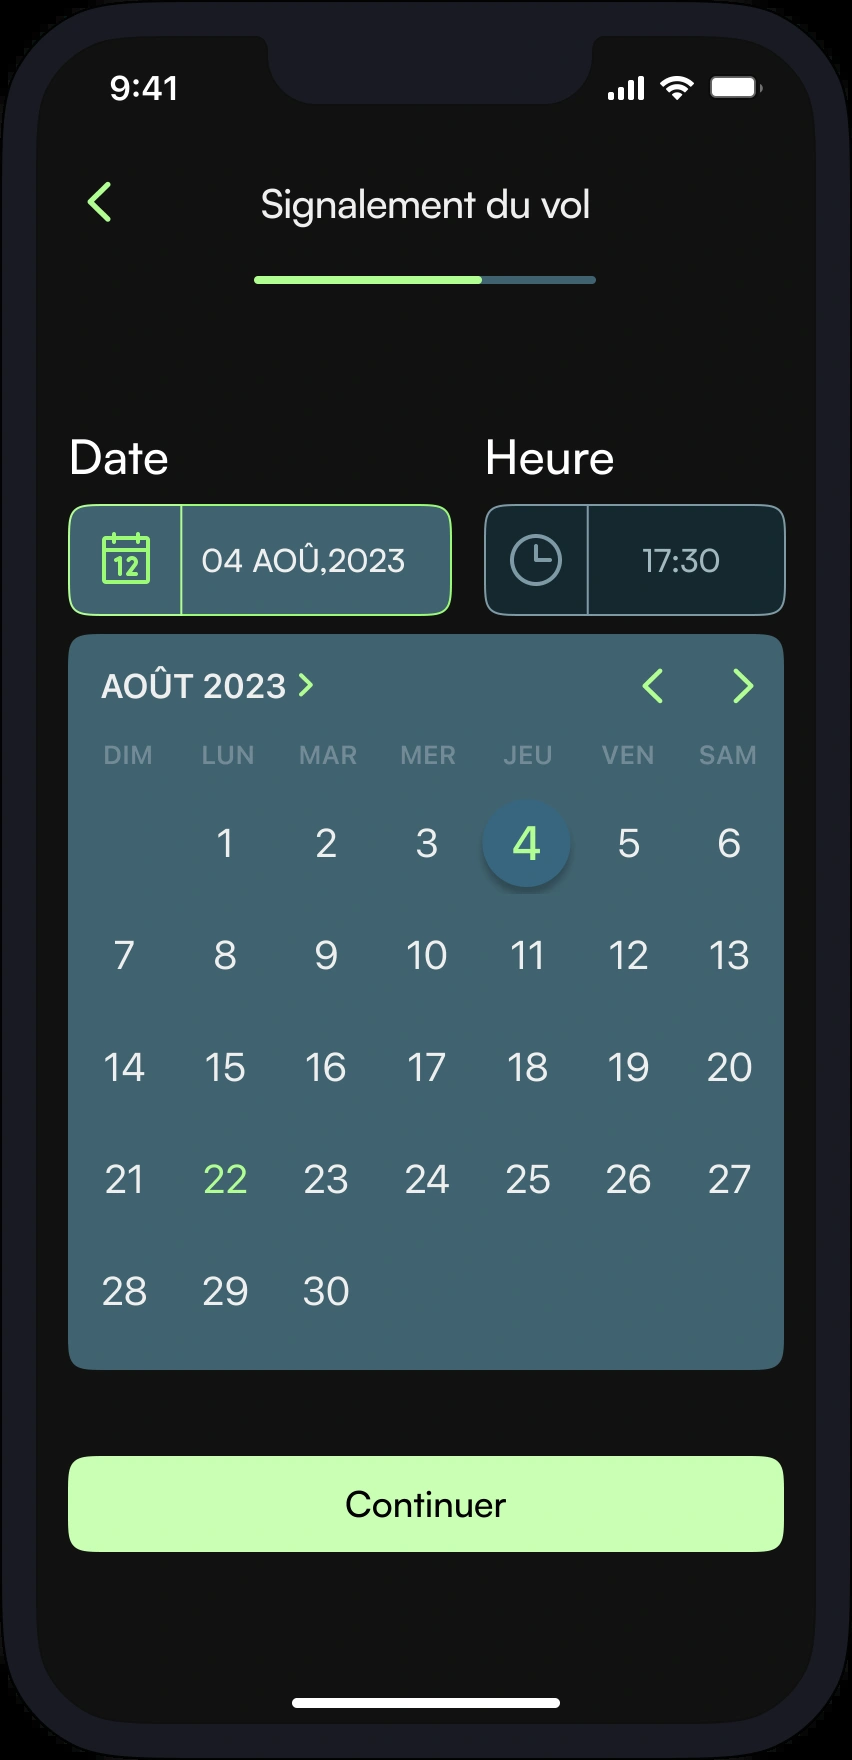 9:41
Signalement du vol
Date Heure
12 04 AOÛ,2023 17:30
AOÛT 2023
DIM LUN MAR MER JEU VEN SAM
1 2 3 4 5 6
7 8 9 10 11 12 13
14 15 16 17 18 19 20
21 22 23 24 25 26 27
28 29 30
Continuer